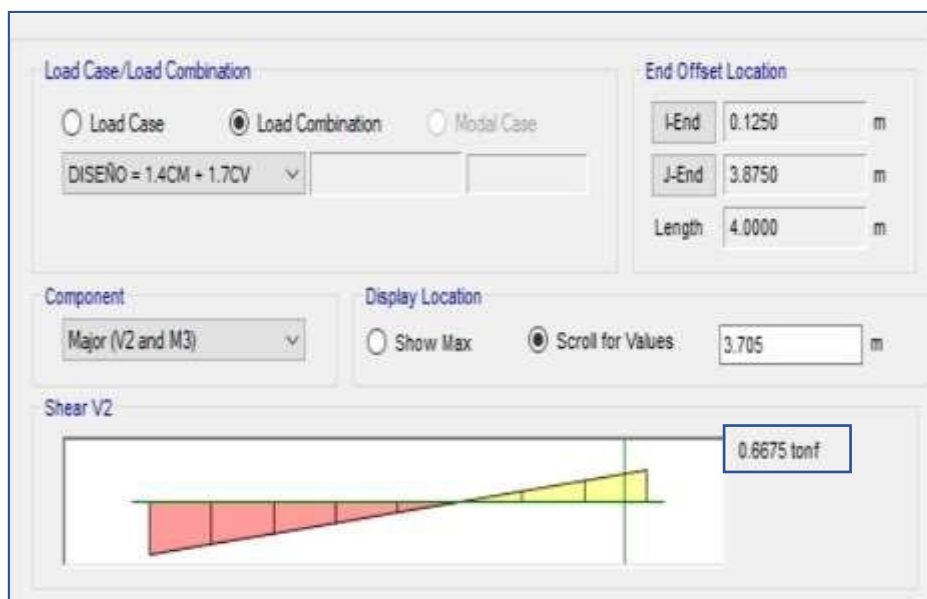 Load Case/Load Combination
Load Case
Load Combination
Modal Case
DISEÑO = 1.4CM + 1.7CV
End Offset Location
I-End 0.1250 m
J-End 3.8750 m
Length 4.0000 m
Component
Major (V2 and M3)
Display Location
Show Max
Scroll for Values
3.705 m
Shear V2
0.6675 tonf